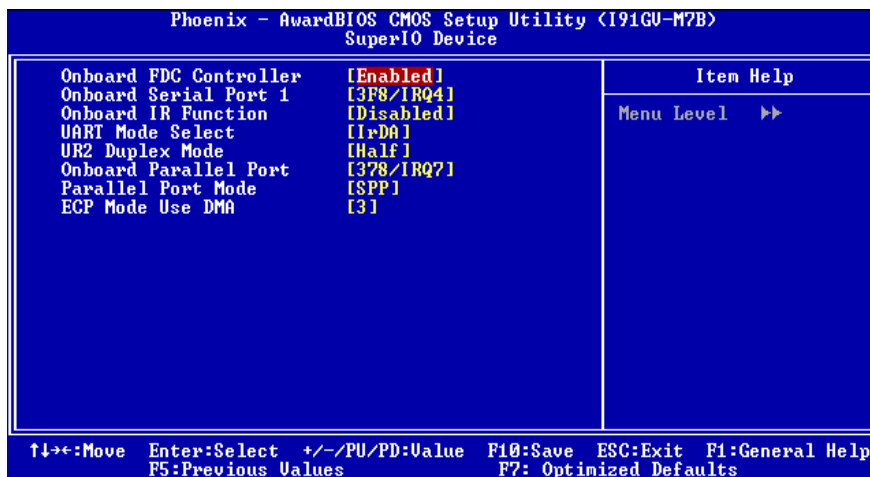 Phoenix - AwardBIOS CMOS Setup Utility (I91GV-M7B)
SuperIO Device
Onboard FDC Controller [Enabled]
Onboard Serial Port 1 [3F8/IRQ4]
Onboard IR Function [Disabled]
UART Mode Select [IrDA]
UR2 Duplex Mode [Half]
Onboard Parallel Port [378/IRQ7]
Parallel Port Mode [SPP]
ECP Mode Use DMA [3]
Item Help
Menu Level ▶▶
↑↓→←:Move Enter:Select +/-/PU/PD:Value F10:Save ESC:Exit F1:General Help
F5:Previous Values F7: Optimized Defaults